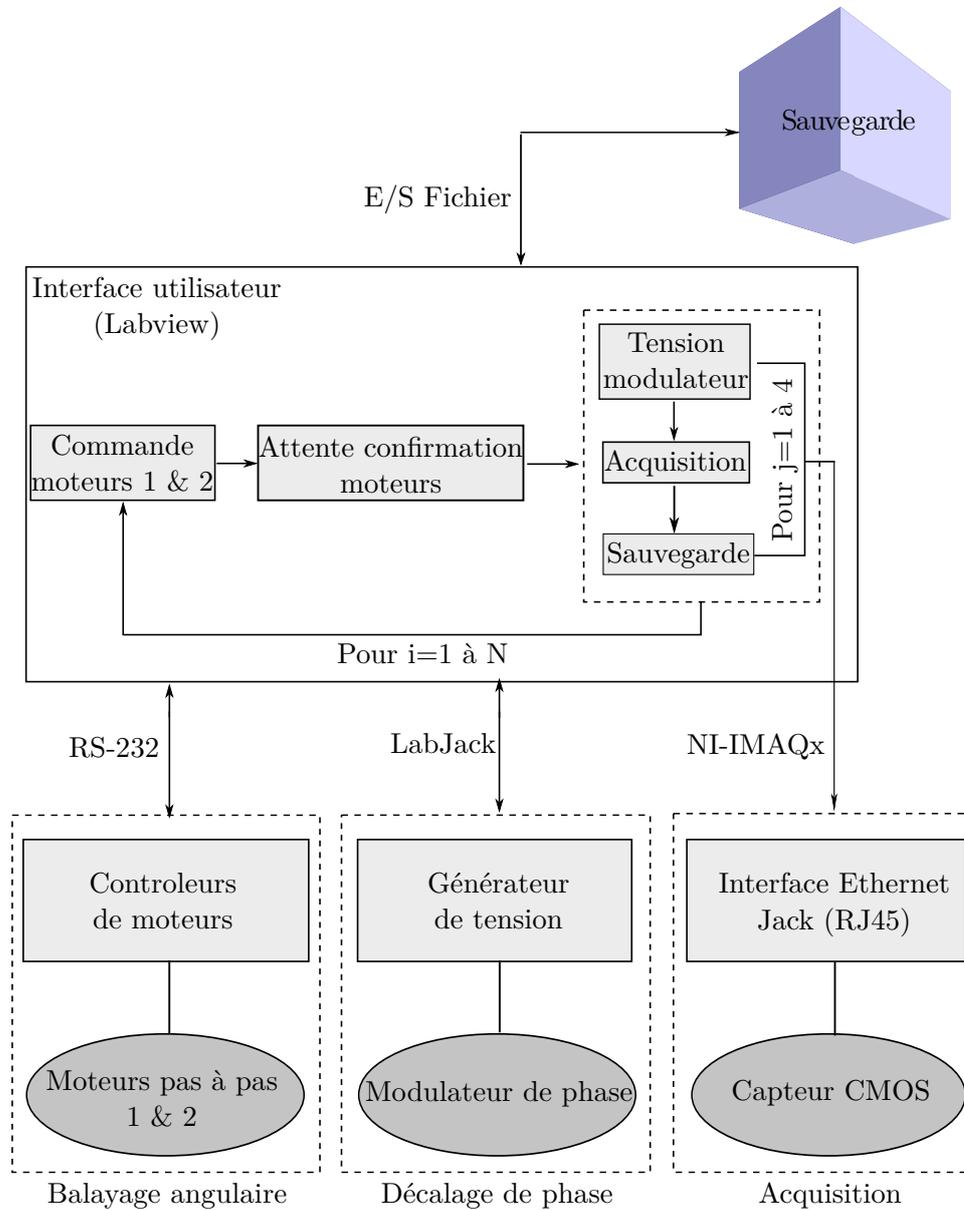 Sauvegarde
E/S Fichier
Interface utilisateur
(Labview)
Tension
modulateur
Commande
moteurs 1 & 2
Attente confirmation
moteurs
Acquisition
Pour j=1 à 4
Sauvegarde
Pour i=1 à N
RS-232
LabJack
NI-IMAQx
Controleurs
de moteurs
Générateur
de tension
Interface Ethernet
Jack (RJ45)
Moteurs pas à pas
1 & 2
Modulateur de phase
Capteur CMOS
Balayage angulaire
Décalage de phase
Acquisition